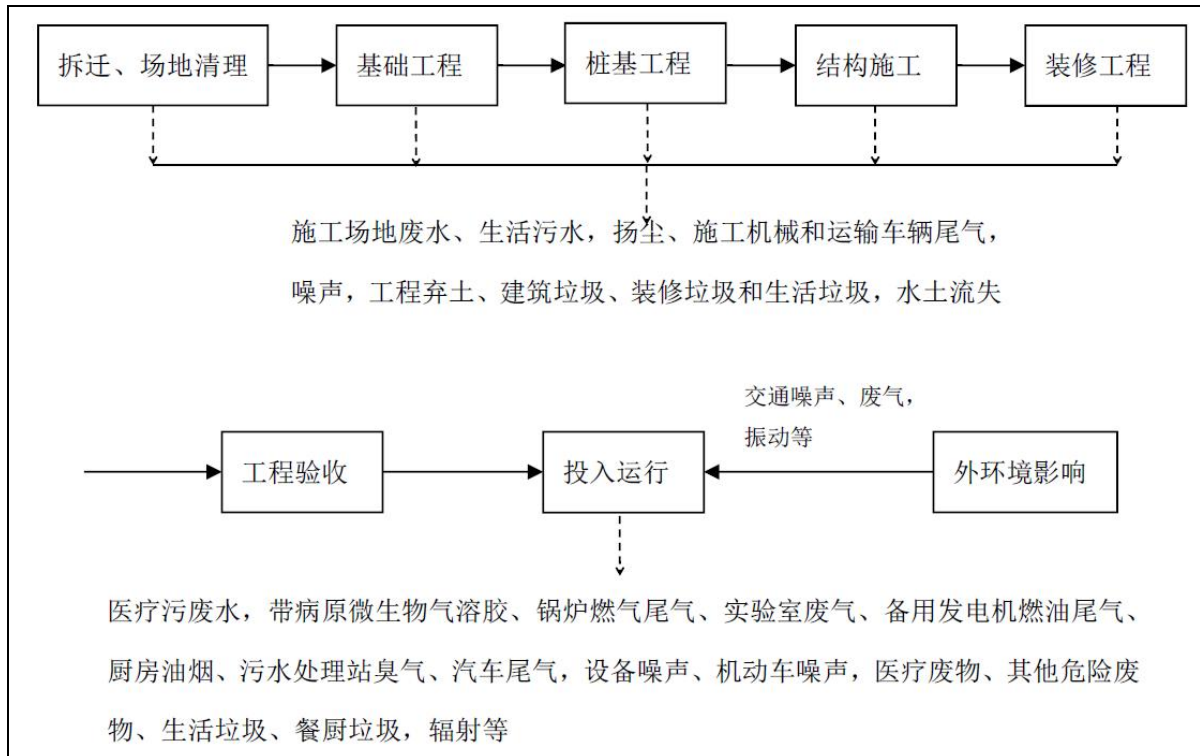 拆迁、场地清理
基础工程
桩基工程
结构施工
装修工程
施工场地废水、生活污水，扬尘、施工机械和运输车辆尾气，
噪声，工程弃土、建筑垃圾、装修垃圾和生活垃圾，水土流失
交通噪声、废气，
振动等
工程验收
投入运行
外环境影响
医疗污废水，带病原微生物气溶胶、锅炉燃气尾气、实验室废气、备用发电机燃油尾气、
厨房油烟、污水处理站臭气、汽车尾气，设备噪声、机动车噪声，医疗废物、其他危险废
物、生活垃圾、餐厨垃圾，辐射等